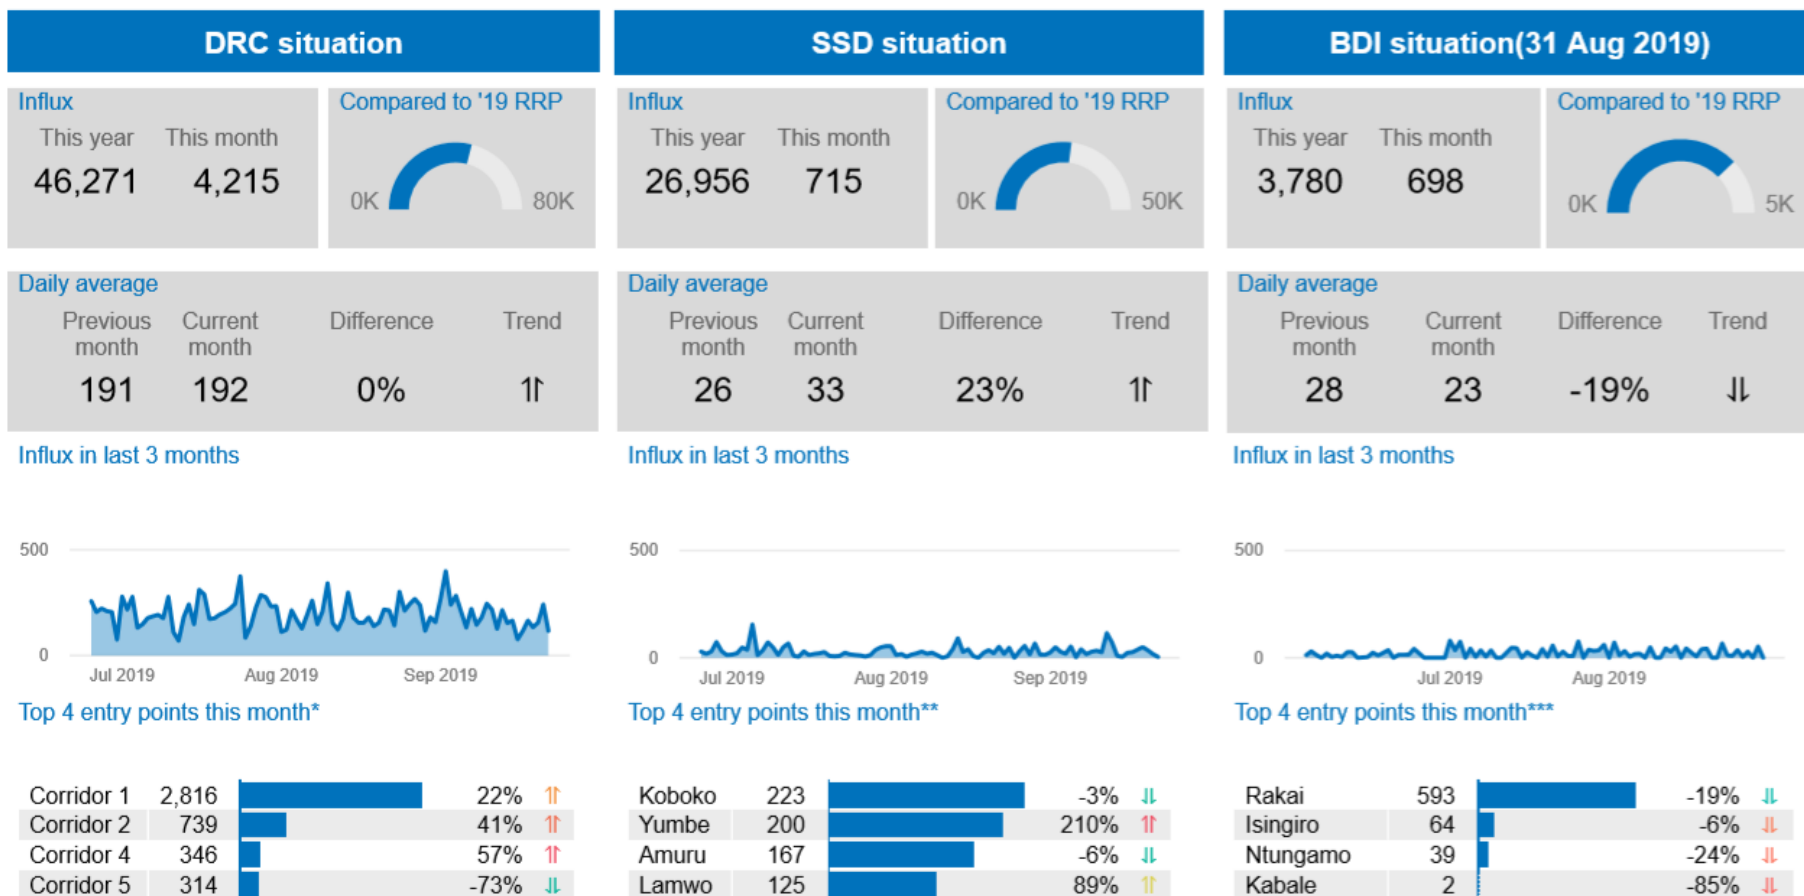 DRC situation
Influx
This year This month
46,271 4,215
Compared to '19 RRP
0K 80K
Daily average
Previous month Current month Difference Trend
191 192 0% ⥮
Influx in last 3 months
500
0
Jul 2019 Aug 2019 Sep 2019
Top 4 entry points this month*
Corridor 1 2,816 22%
Corridor 2 739 41%
Corridor 4 346 57%
Corridor 5 314 -73%
SSD situation
Influx
This year This month
26,956 715
Compared to '19 RRP
0K 50K
Daily average
Previous month Current month Difference Trend
26 33 23%
Influx in last 3 months
500
0
Jul 2019 Aug 2019 Sep 2019
Top 4 entry points this month**
Koboko 223 -3%
Yumbe 200 210%
Amuru 167 -6%
Lamwo 125 89%
BDI situation(31 Aug 2019)
Influx
This year This month
3,780 698
Compared to '19 RRP
0K 5K
Daily average
Previous month Current month Difference Trend
28 23 -19%
Influx in last 3 months
500
0
Jul 2019 Aug 2019
Top 4 entry points this month***
Rakai 593 -19%
Isingiro 64 -6%
Ntungamo 39 -24%
Kabale 2 -85%